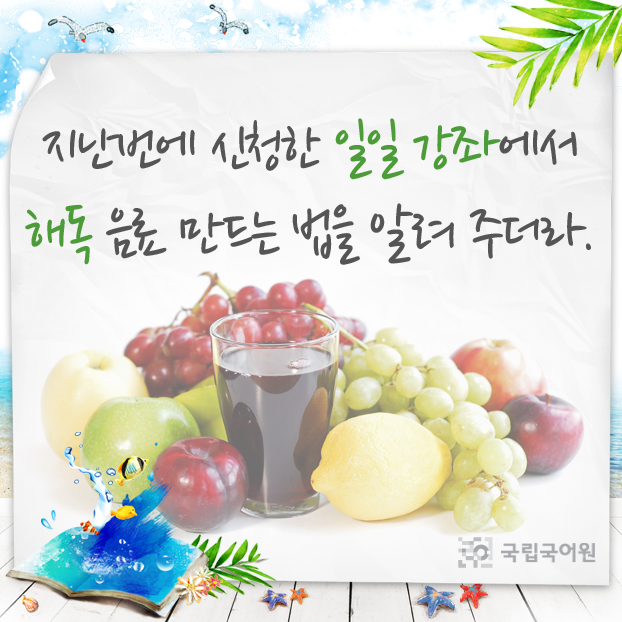 지난번에 신청한 일일 강좌에서
해독 음료 만드는 법을 알려 주더라.
국립국어원